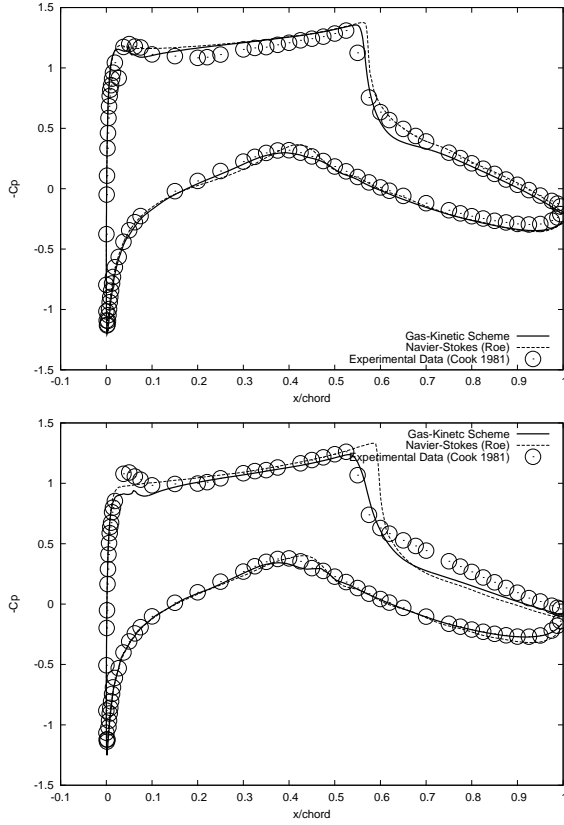 1.5
1
0.5
0
-0.5
-1
-1.5
-Cp
-0.1 0 0.1 0.2 0.3 0.4 0.5 0.6 0.7 0.8 0.9 1
x/chord
Gas-Kinetic Scheme
Navier-Stokes (Roe)
Experimental Data (Cook 1981)
1.5
1
0.5
0
-0.5
-1
-1.5
-Cp
-0.1 0 0.1 0.2 0.3 0.4 0.5 0.6 0.7 0.8 0.9 1
x/chord
Gas-Kinetc Scheme
Navier-Stokes (Roe)
Experimental Data (Cook 1981)